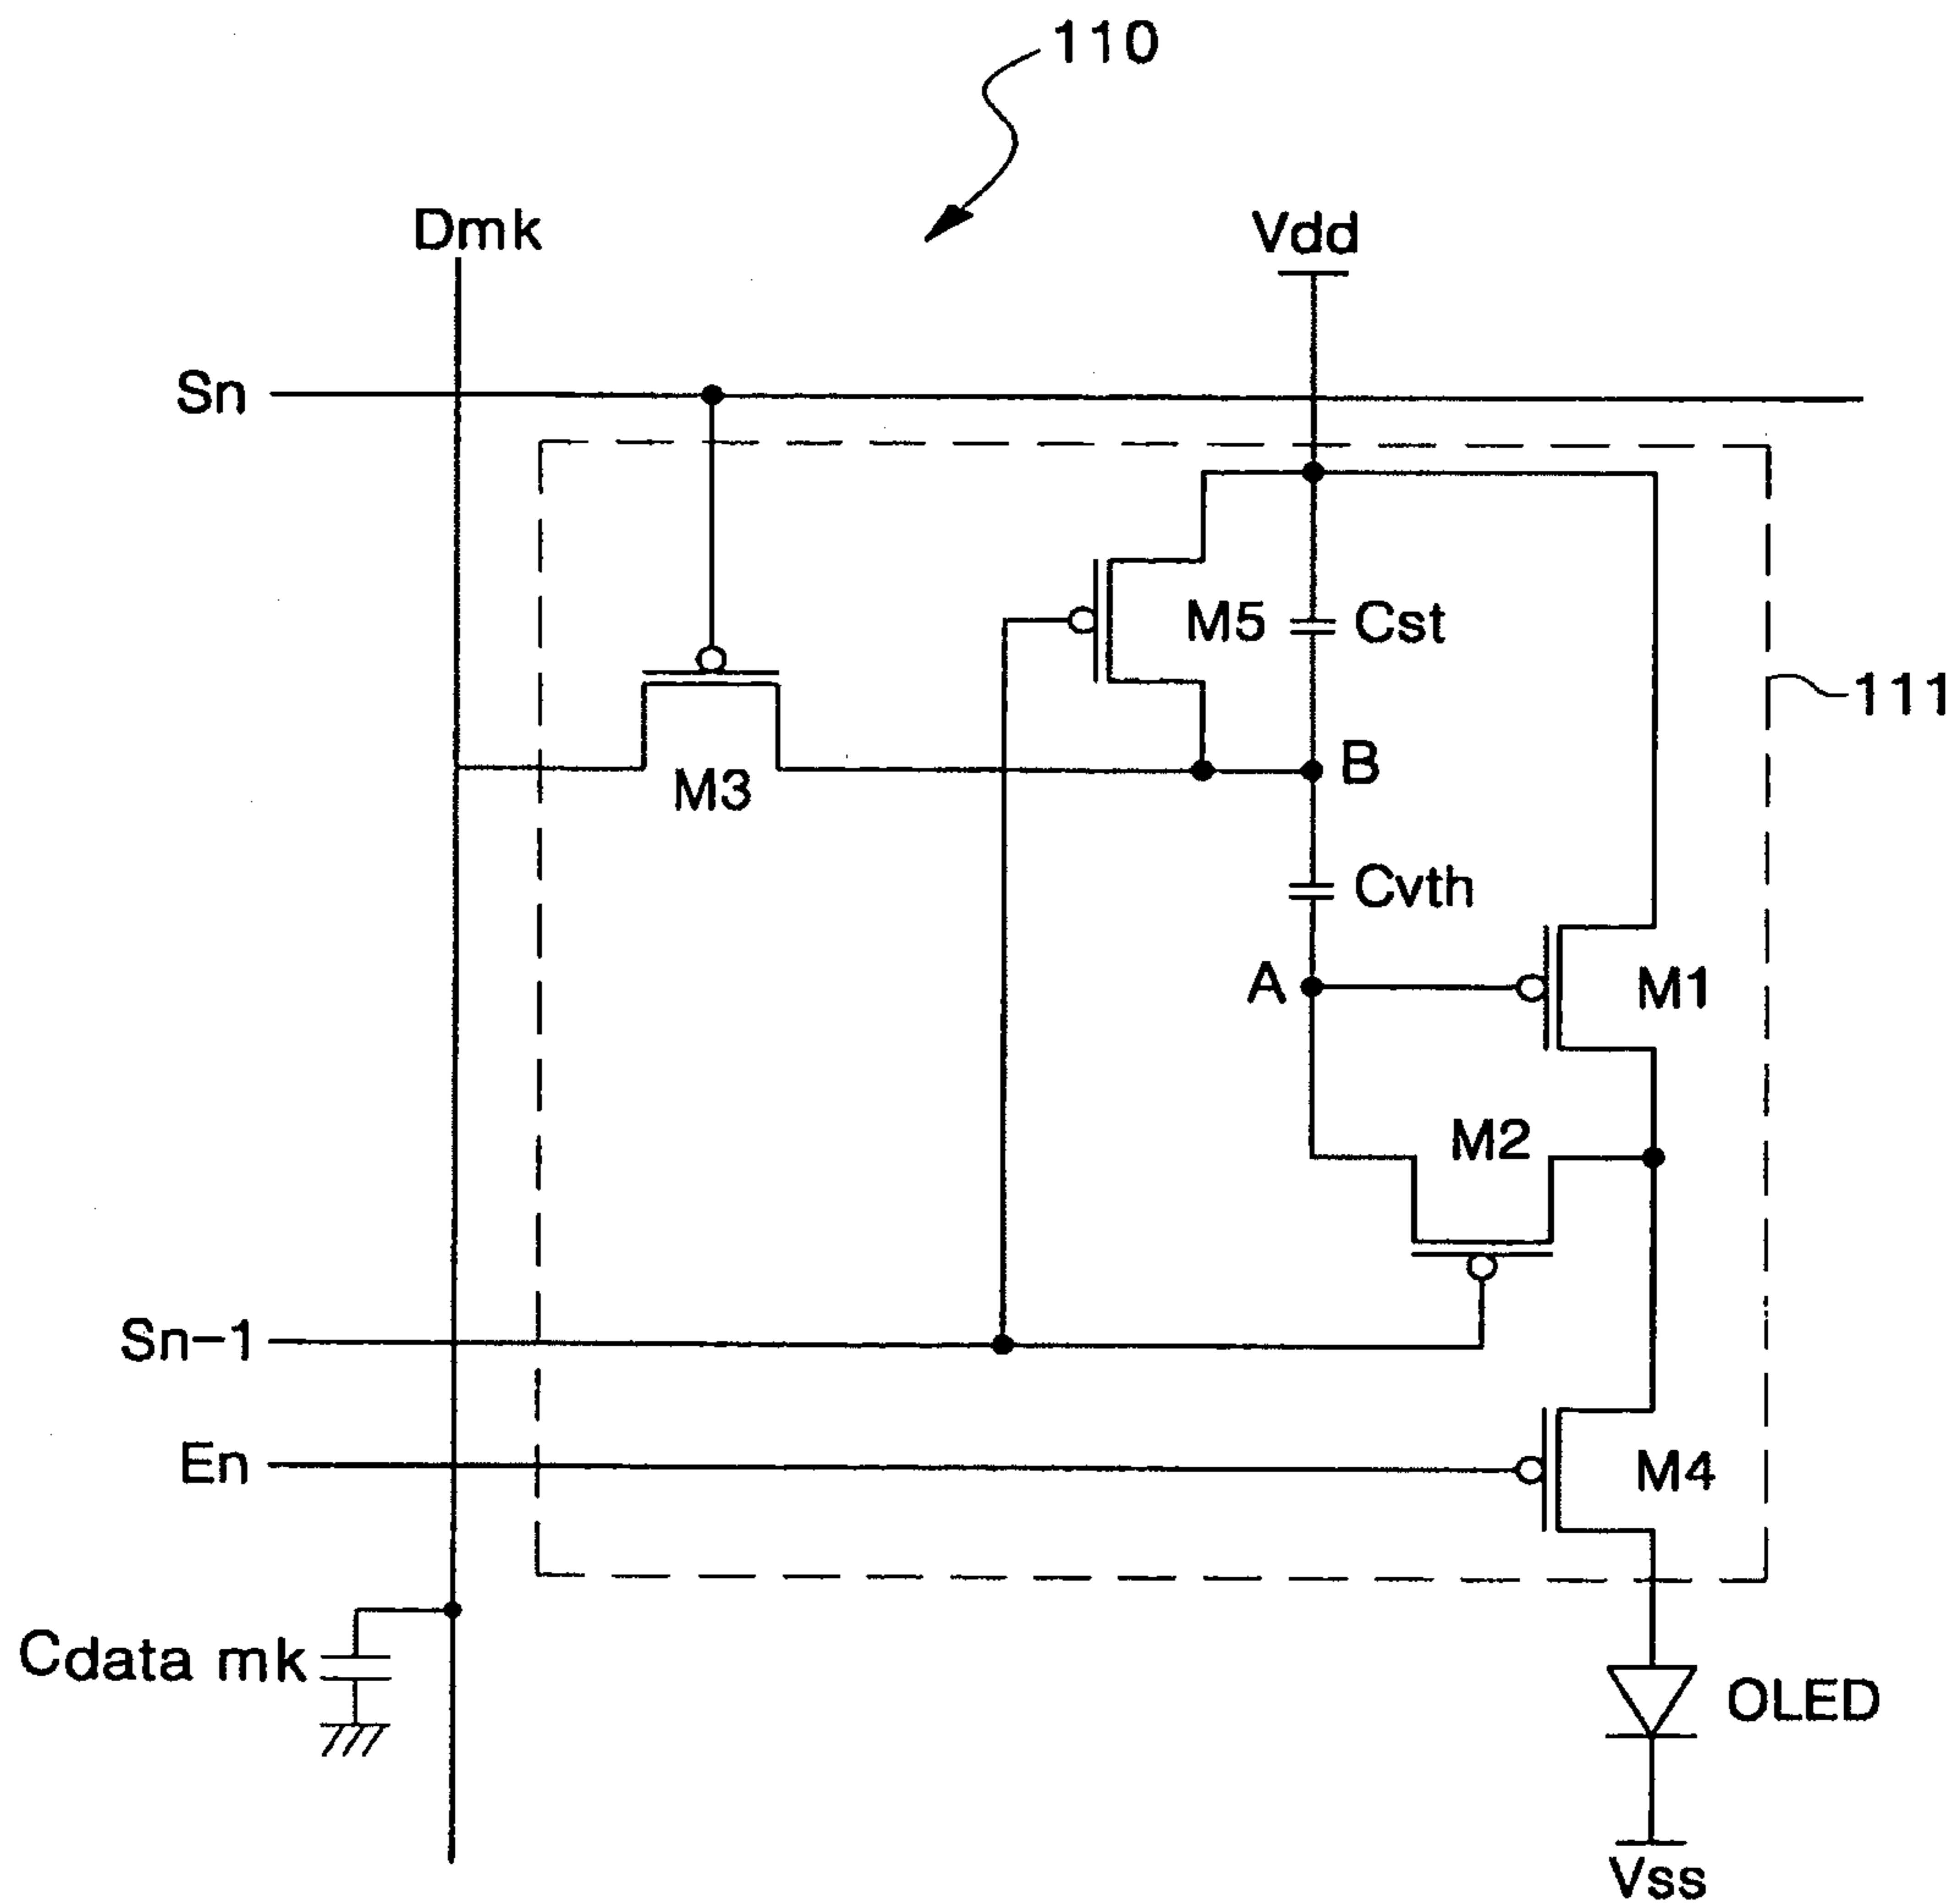 110
Dmk
Vdd
Sn
M5
Cst
111
M3
B
Cvth
A
M1
M2
Sn-1
En
M4
Cdata mk
OLED
Vss